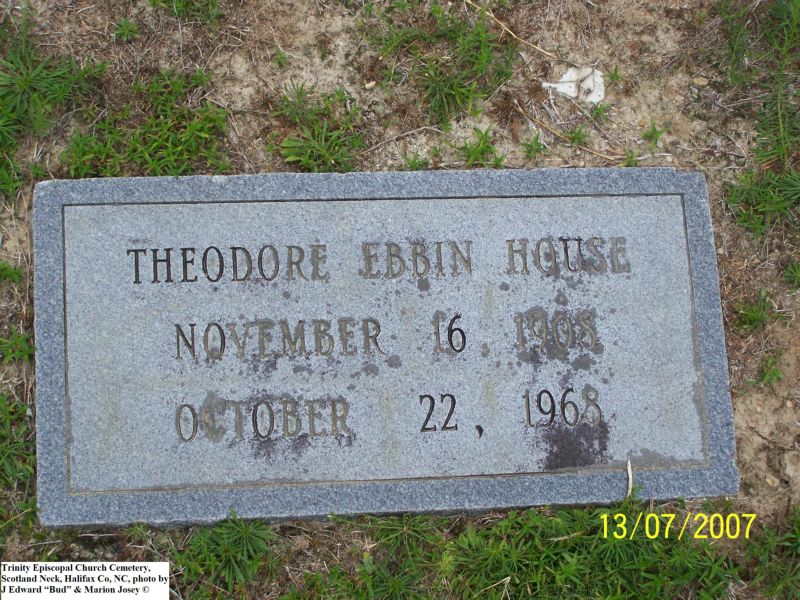 THEODORE EBBIN HOUSE
NOVEMBER 16, 1908
OCTOBER 22, 1968
13/07/2007
Trinity Episcopal Church Cemetery,
Scotland Neck, Halifax Co, NC, photo by
J Edward “Bud” & Marion Josey ©